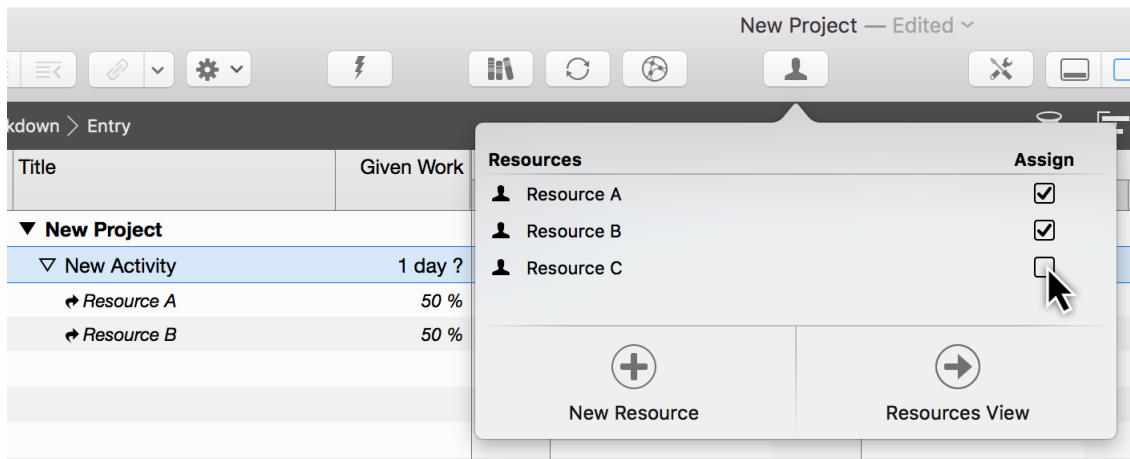 New Project — Edited
kdown > Entry
Title
Given Work
New Project
New Activity
1 day ?
Resource A
50 %
Resource B
50 %
Resources
Assign
Resource A
Resource B
Resource C
New Resource
Resources View